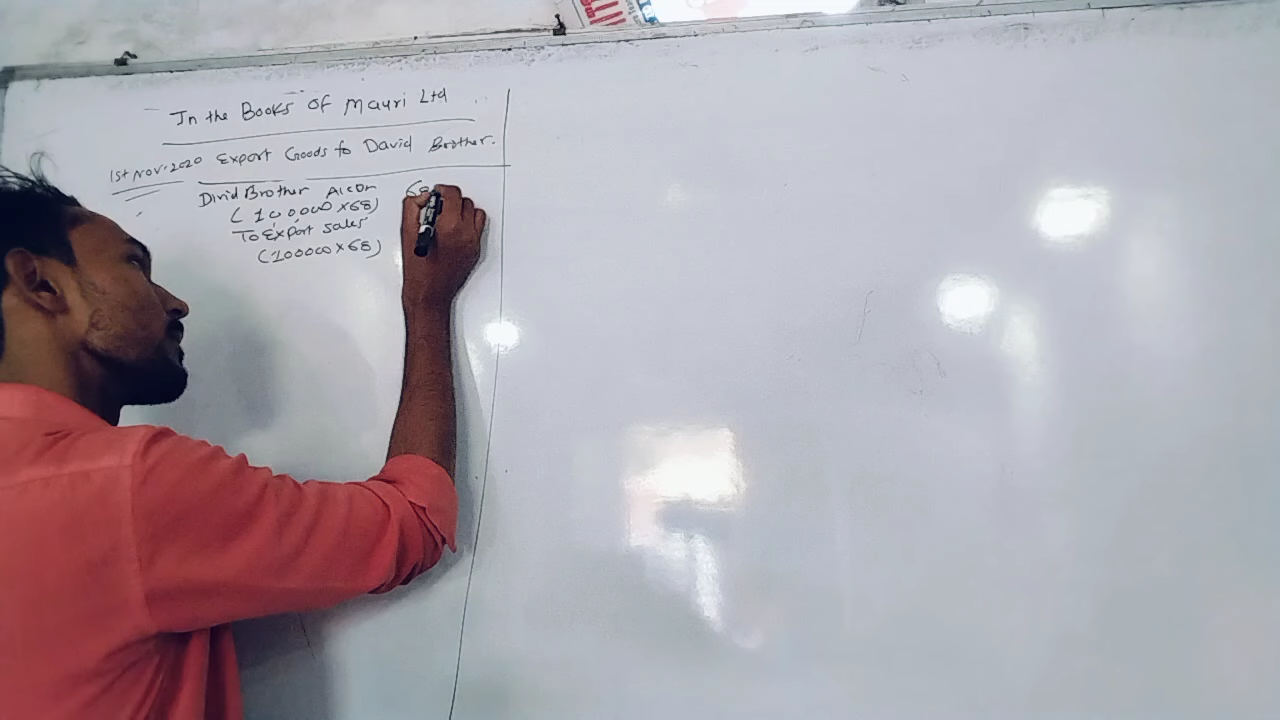 In the Books of Mauri Ltd
1st Nov. 2020 Export Goods to David Brother.
Divid Brother A/c Dr 68
( 100000 × 68)
To Export sales
(100000 × 68)